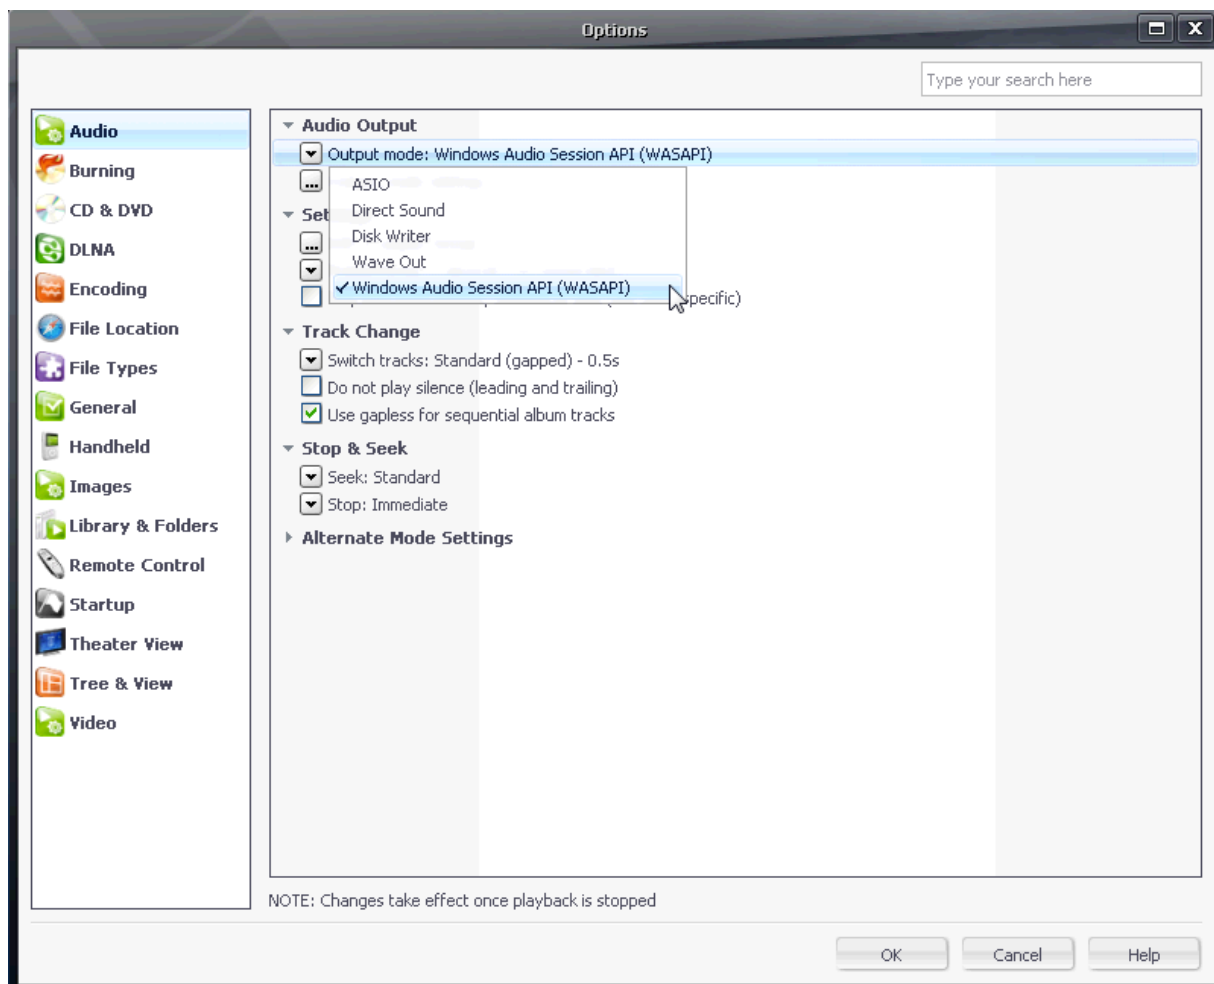 Options
Type your search here
Audio
Burning
CD & DVD
DLNA
Encoding
File Location
File Types
General
Handheld
Images
Library & Folders
Remote Control
Startup
Theater View
Tree & View
Video
Audio Output
Output mode: Windows Audio Session API (WASAPI)
...
ASIO
Direct Sound
Disk Writer
Wave Out
Windows Audio Session API (WASAPI)
Set
...
pecific)
Track Change
Switch tracks: Standard (gapped) - 0.5s
Do not play silence (leading and trailing)
Use gapless for sequential album tracks
Stop & Seek
Seek: Standard
Stop: Immediate
Alternate Mode Settings
NOTE: Changes take effect once playback is stopped
OK
Cancel
Help